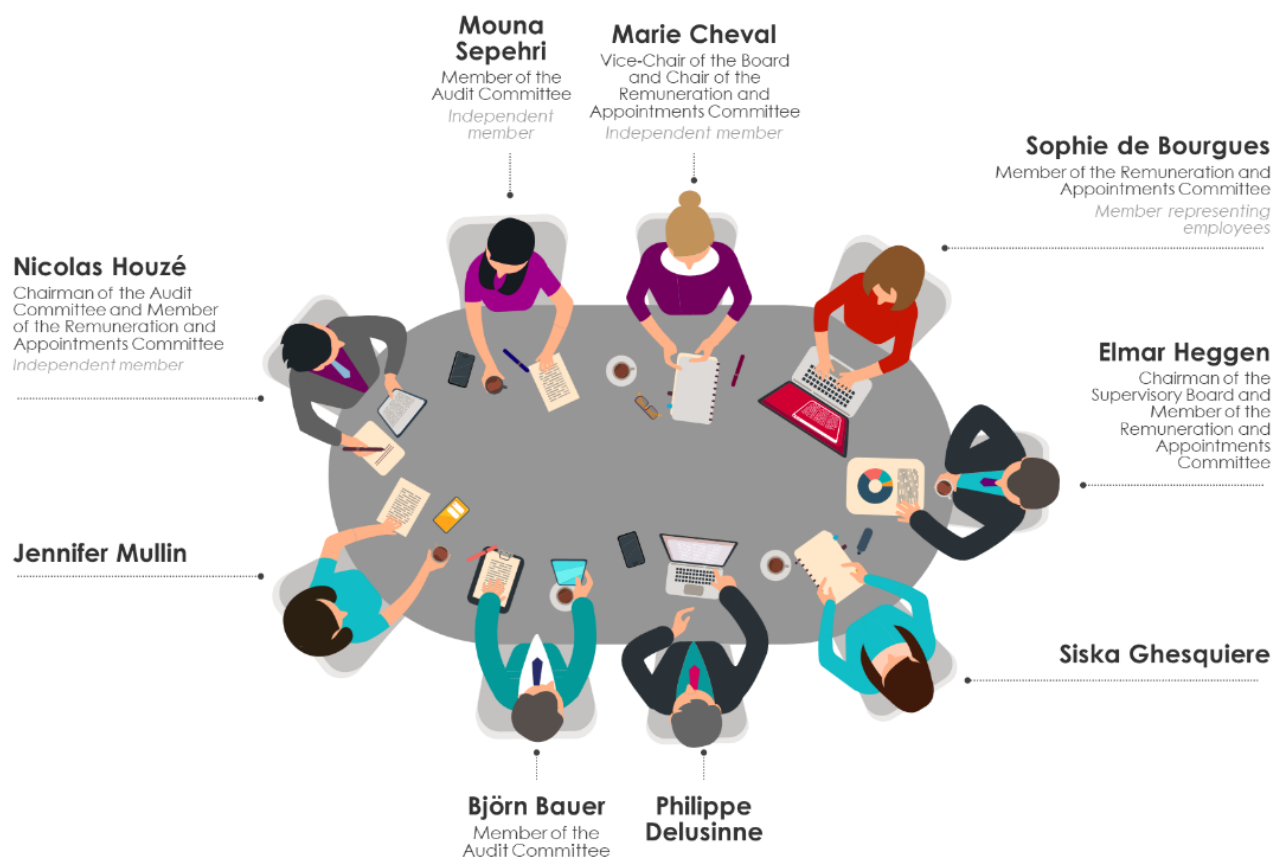 Mouna
Sepehri
Member of the
Audit Committee
Independent
member
Marie Cheval
Vice-Chair of the Board
and Chair of the
Remuneration and
Appointments Committee
Independent member
Sophie de Bourgues
Member of the Remuneration and
Appointments Committee
Member representing
employees
Nicolas Houzé
Chairman of the Audit
Committee and Member
of the Remuneration and
Appointments Committee
Independent member
Elmar Heggen
Chairman of the
Supervisory Board and
Member of the
Remuneration and
Appointments
Committee
Jennifer Mullin
Siska Ghesquiere
Björn Bauer
Member of the
Audit Committee
Philippe
Delusinne